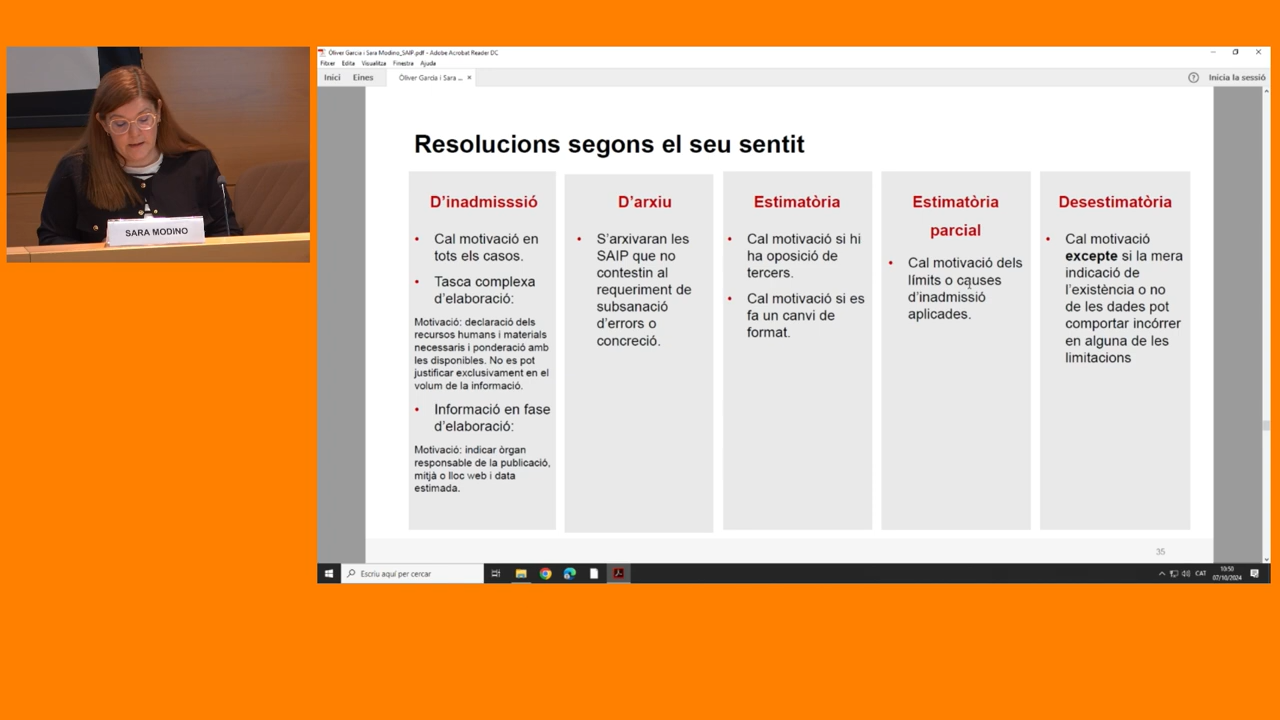 SARA MODINO
Òliver Garcia i Sara Modino_SAIP.pdf - Adobe Acrobat Reader DC
Fitxer Edita Visualitza Finestra Ajuda
Inici Eines Òliver Garcia i Sara ... × Inicia la sessió
Resolucions segons el seu sentit
D'inadmisssió
• Cal motivació en
tots els casos.
• Tasca complexa
d'elaboració:
Motivació: declaració dels
recursos humans i materials
necessaris i ponderació amb
les disponibles. No es pot
justificar exclusivament en el
volum de la informació.
• Informació en fase
d'elaboració:
Motivació: indicar òrgan
responsable de la publicació,
mitjà o lloc web i data
estimada.
D'arxiu
• S'arxivaran les
SAIP que no
contestin al
requeriment de
subsanació
d'errors o
concreció.
Estimatòria
• Cal motivació si hi
ha oposició de
tercers.
• Cal motivació si es
fa un canvi de
format.
Estimatòria
parcial
• Cal motivació dels
límits o causes
d'inadmissió
aplicades.
Desestimatòria
• Cal motivació
excepte si la mera
indicació de
l'existència o no
de les dades pot
comportar incórrer
en alguna de les
limitacions
35
Escriu aquí per cercar
CAT
10:50
07/10/2024